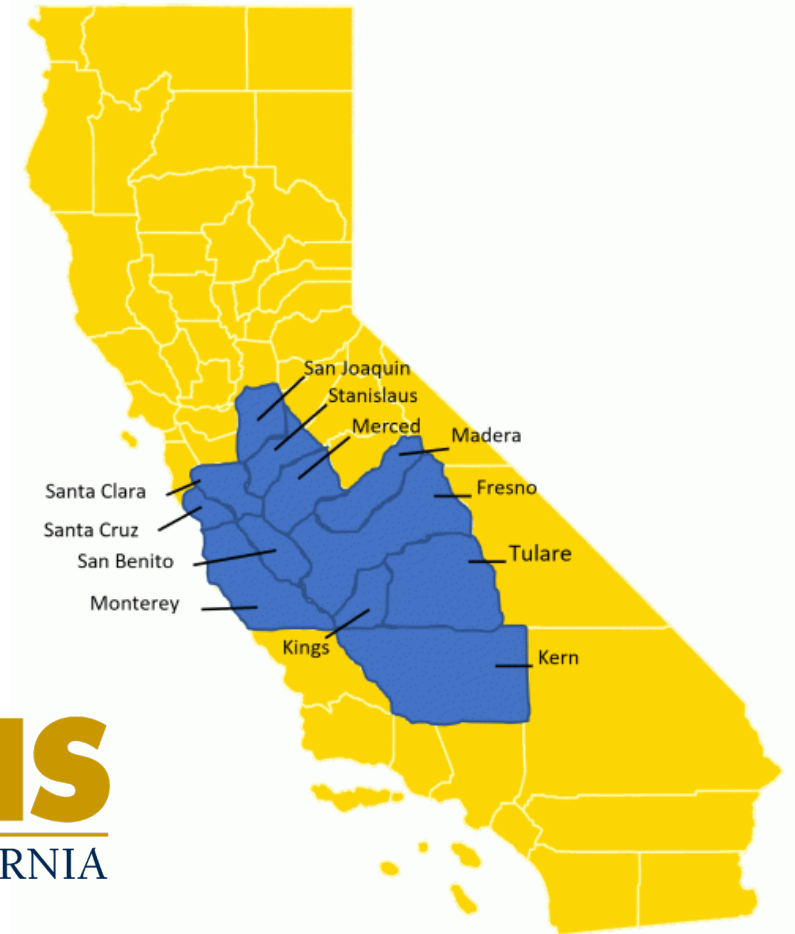 San Joaquin
Stanislaus
Merced
Madera
Santa Clara
Fresno
Santa Cruz
San Benito
Tulare
Monterey
Kings
Kern
IS
RNIA